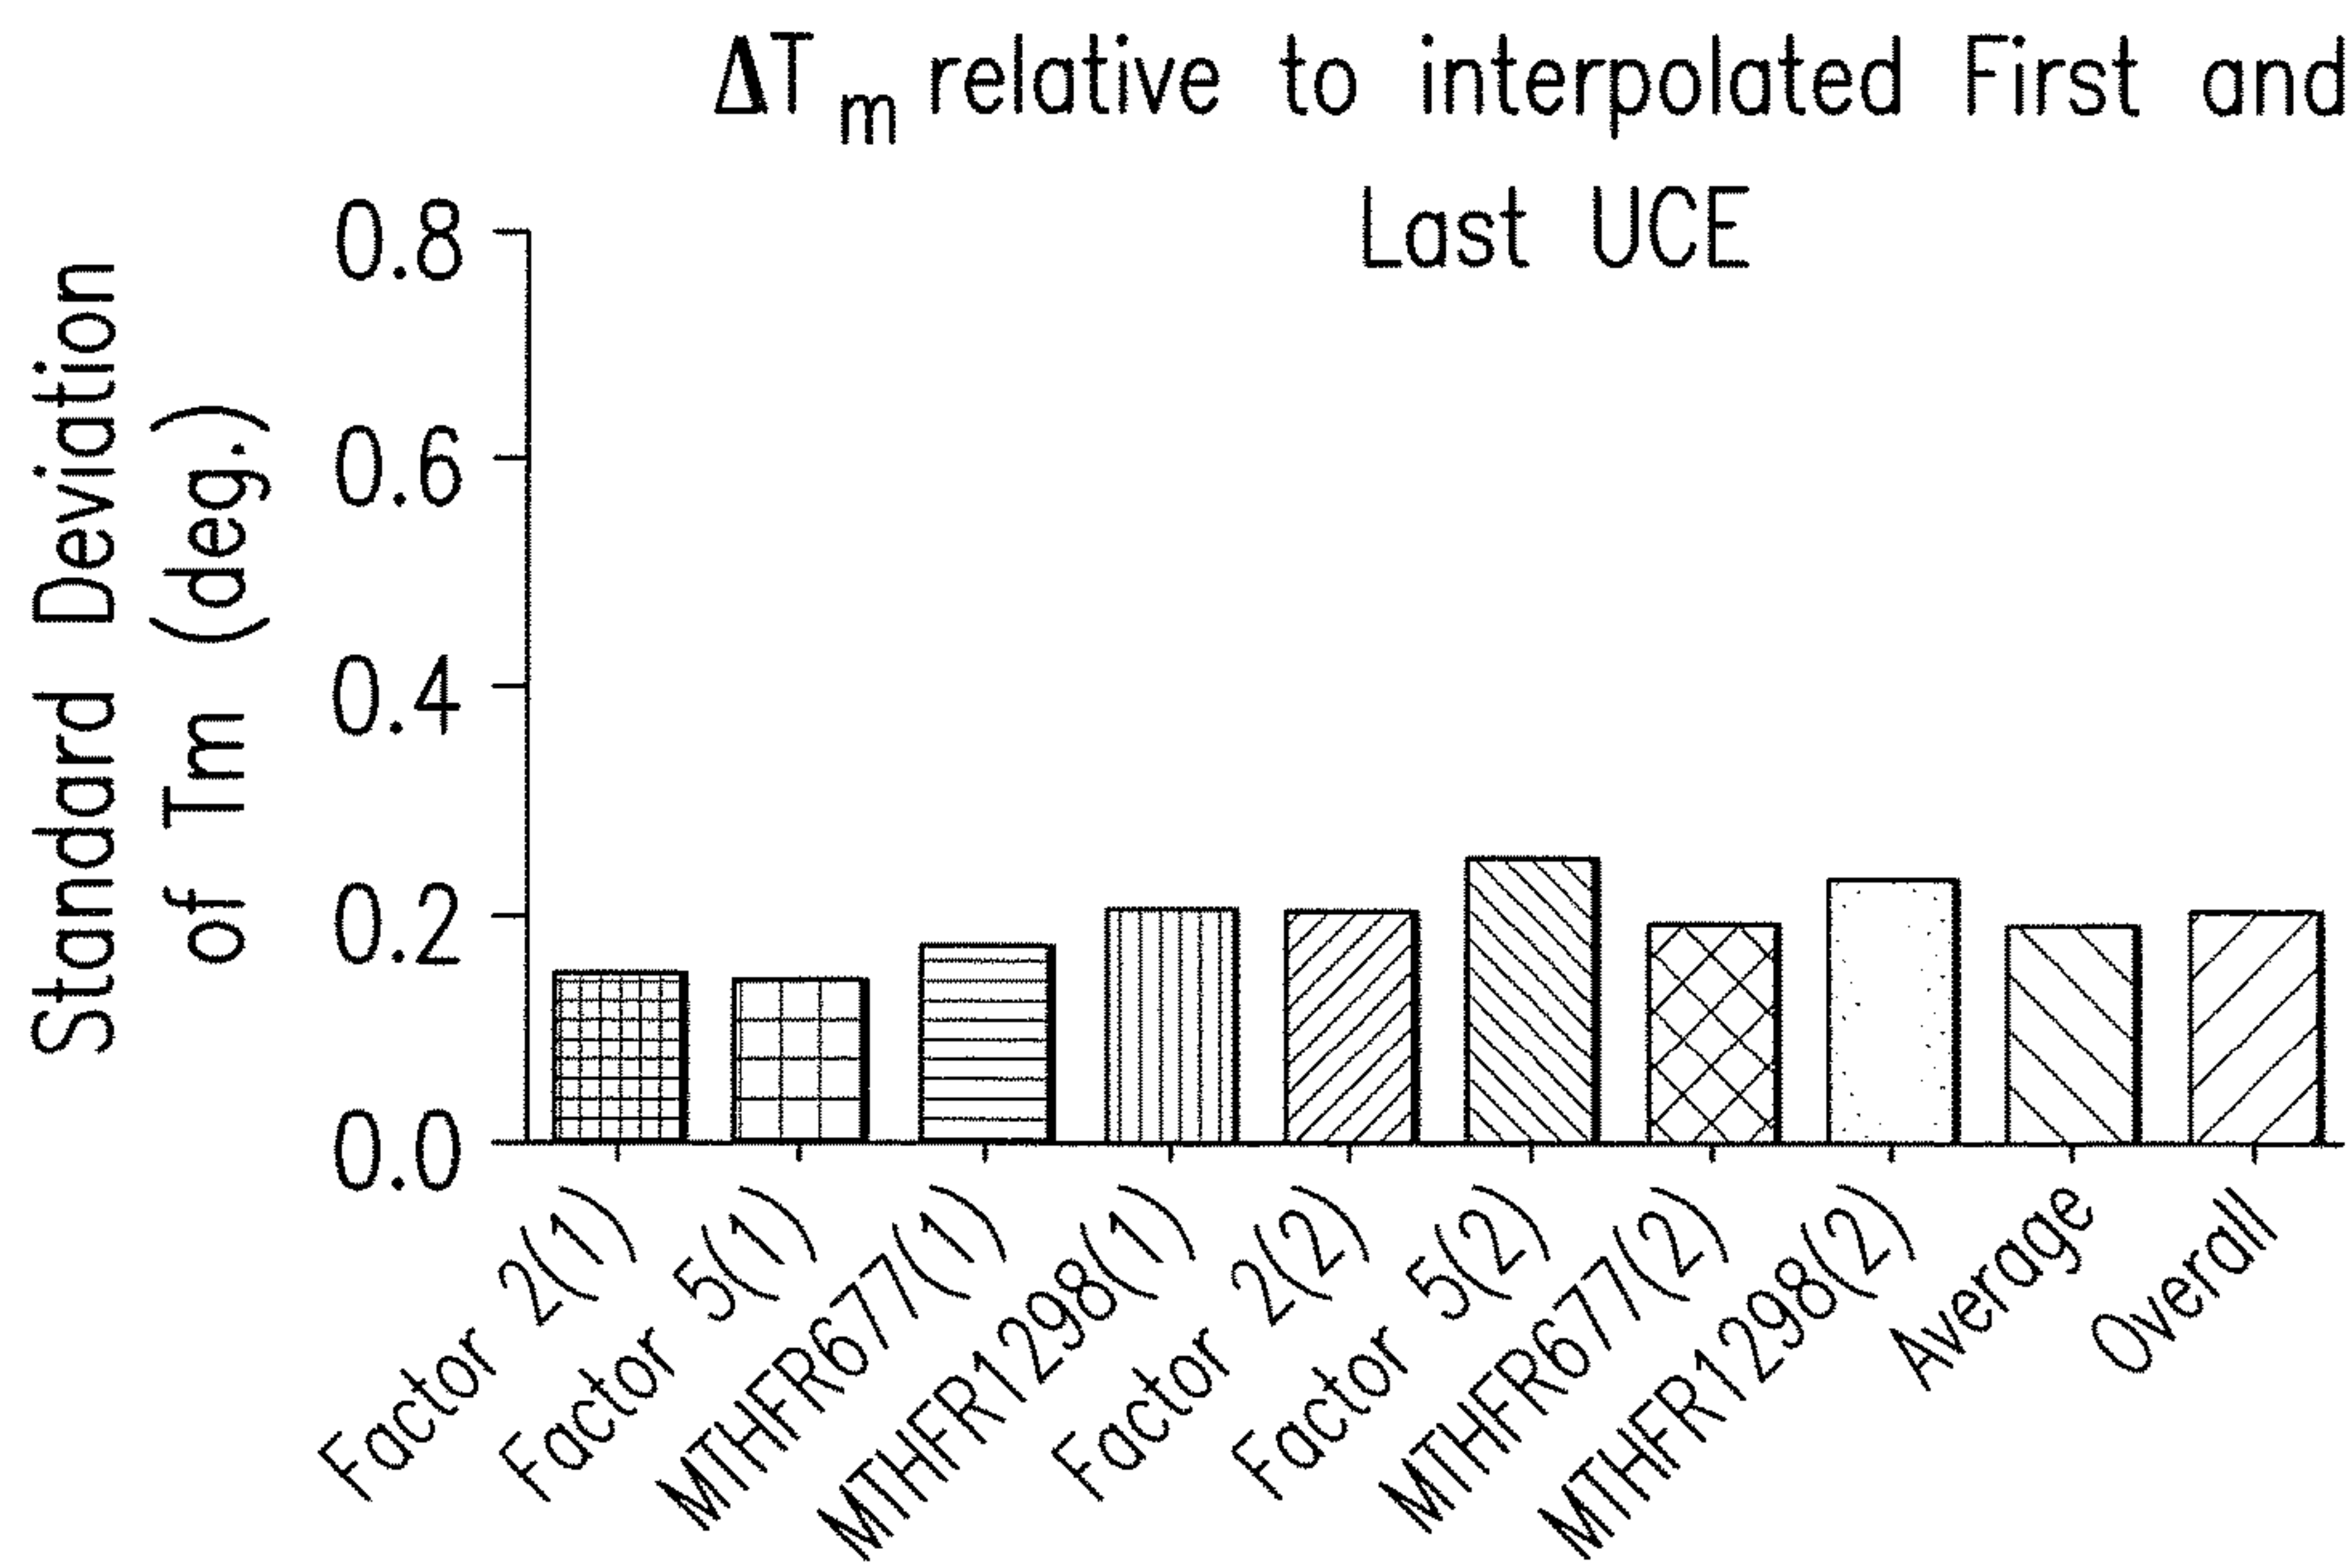 ΔTm relative to interpolated First and
Last UCE
Standard Deviation
of Tm (deg.)
0.8
0.6
0.4
0.2
0.0
Factor 2(1)
Factor 5(1)
MTHFR677(1)
MTHFR1298(1)
Factor 2(2)
Factor 5(2)
MTHFR677(2)
MTHFR1298(2)
Average
Overall